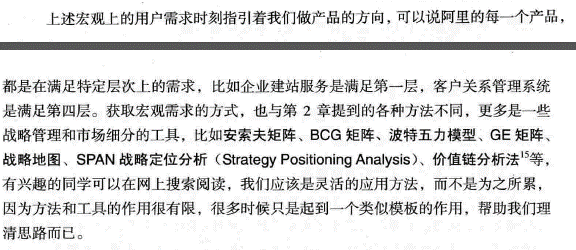 上述宏观上的用户需求时刻指引着我们做产品的方向，可以说阿里的每一个产品，
都是在满足特定层次上的需求，比如企业建站服务是满足第一层，客户关系管理系统
是满足第四层。获取宏观需求的方式，也与第 2 章提到的各种方法不同，更多是一些
战略管理和市场细分的工具，比如安索夫矩阵、BCG 矩阵、波特五力模型、GE 矩阵、
战略地图、SPAN 战略定位分析（Strategy Positioning Analysis）、价值链分析法15等，
有兴趣的同学可以在网上搜索阅读，我们应该是灵活的应用方法，而不是为之所累，
因为方法和工具的作用很有限，很多时候只是起到一个类似模板的作用，帮助我们理
清思路而已。